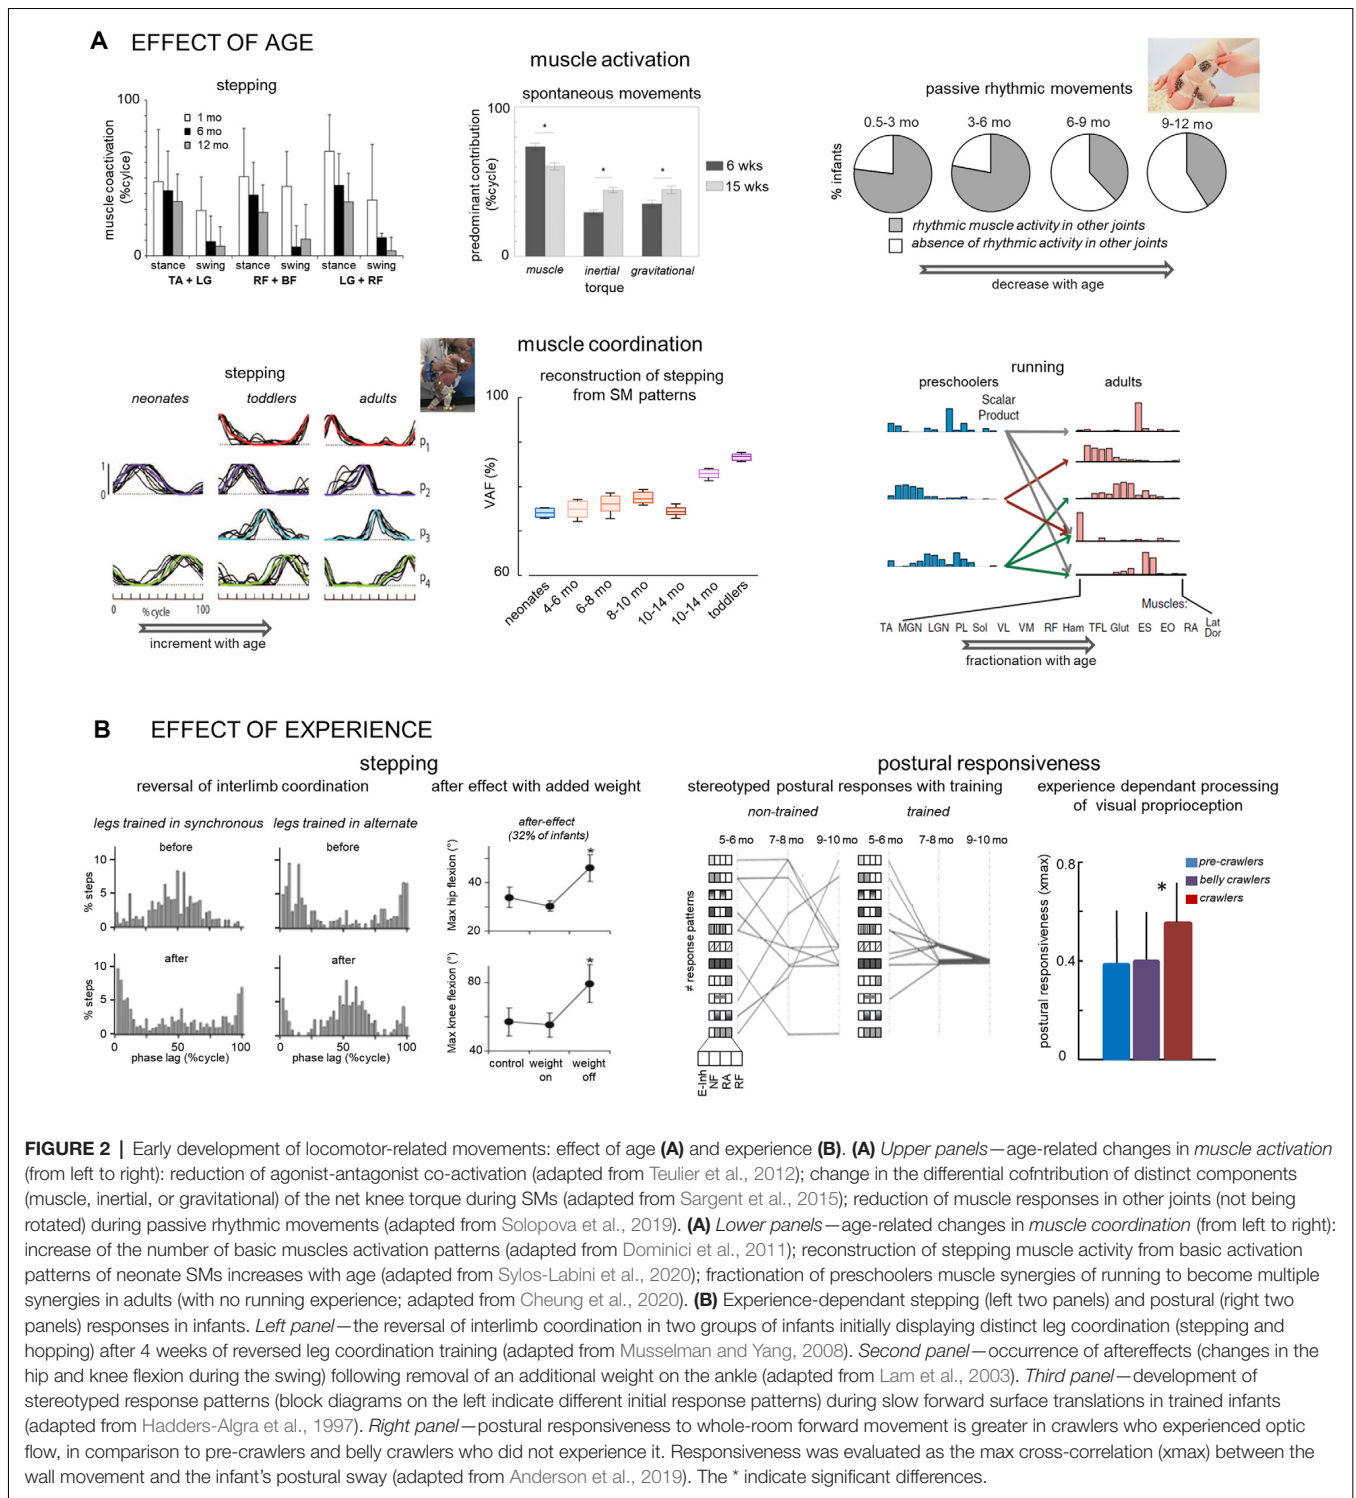 A EFFECT OF AGE
muscle activation
stepping
100
muscle coactivation
(%cylce)
0
1 mo
6 mo
12 mo
stance swing stance swing stance swing
TA + LG RF + BF LG + RF
spontaneous movements
100
predominant contribution
(%cycle)
0
* * *
6 wks
15 wks
muscle inertial gravitational
torque
passive rhythmic movements
0.5-3 mo 3-6 mo 6-9 mo 9-12 mo
% infants
rhythmic muscle activity in other joints
absence of rhythmic activity in other joints
decrease with age
muscle coordination
stepping
neonates toddlers adults
p1
1
0
p2
p3
p4
0 % cycle 100
increment with age
reconstruction of stepping
from SM patterns
100
VAF (%)
60
neonates
4-6 mo
6-8 mo
8-10 mo
10-14 mo
10-14 mo
toddlers
running
preschoolers adults
Scalar
Product
Muscles:
TA MGN LGN PL Sol VL VM RF Ham TFL Glut ES EO RA Lat
Dor
fractionation with age
B EFFECT OF EXPERIENCE
stepping
reversal of interlimb coordination
legs trained in synchronous legs trained in alternate
before before
% steps
10
5
0
after after
% steps
10
5
0
0 50 100 0 50 100
phase lag (%cycle) phase lag (%cycle)
after effect with added weight
after-effect
(32% of infants)
Max hip flexion (°)
40
20
*
Max knee flexion (°)
80
40
*
control weight weight
on off
postural responsiveness
stereotyped postural responses with training
non-trained trained
5-6 mo 7-8 mo 9-10 mo 5-6 mo 7-8 mo 9-10 mo
≠ response patterns
E-Inh
NF
RA
RF
experience dependant processing
of visual proprioception
postural responsiveness (xmax)
0.8
0.4
0
*
pre-crawlers
belly crawlers
crawlers
FIGURE 2 | Early development of locomotor-related movements: effect of age (A) and experience (B). (A) Upper panels—age-related changes in muscle activation
(from left to right): reduction of agonist-antagonist co-activation (adapted from Teulier et al., 2012); change in the differential cofntribution of distinct components
(muscle, inertial, or gravitational) of the net knee torque during SMs (adapted from Sargent et al., 2015); reduction of muscle responses in other joints (not being
rotated) during passive rhythmic movements (adapted from Solopova et al., 2019). (A) Lower panels—age-related changes in muscle coordination (from left to right):
increase of the number of basic muscles activation patterns (adapted from Dominici et al., 2011); reconstruction of stepping muscle activity from basic activation
patterns of neonate SMs increases with age (adapted from Sylos-Labini et al., 2020); fractionation of preschoolers muscle synergies of running to become multiple
synergies in adults (with no running experience; adapted from Cheung et al., 2020). (B) Experience-dependant stepping (left two panels) and postural (right two
panels) responses in infants. Left panel—the reversal of interlimb coordination in two groups of infants initially displaying distinct leg coordination (stepping and
hopping) after 4 weeks of reversed leg coordination training (adapted from Musselman and Yang, 2008). Second panel—occurrence of aftereffects (changes in the
hip and knee flexion during the swing) following removal of an additional weight on the ankle (adapted from Lam et al., 2003). Third panel—development of
stereotyped response patterns (block diagrams on the left indicate different initial response patterns) during slow forward surface translations in trained infants
(adapted from Hadders-Algra et al., 1997). Right panel—postural responsiveness to whole-room forward movement is greater in crawlers who experienced optic
flow, in comparison to pre-crawlers and belly crawlers who did not experience it. Responsiveness was evaluated as the max cross-correlation (xmax) between the
wall movement and the infant's postural sway (adapted from Anderson et al., 2019). The * indicate significant differences.